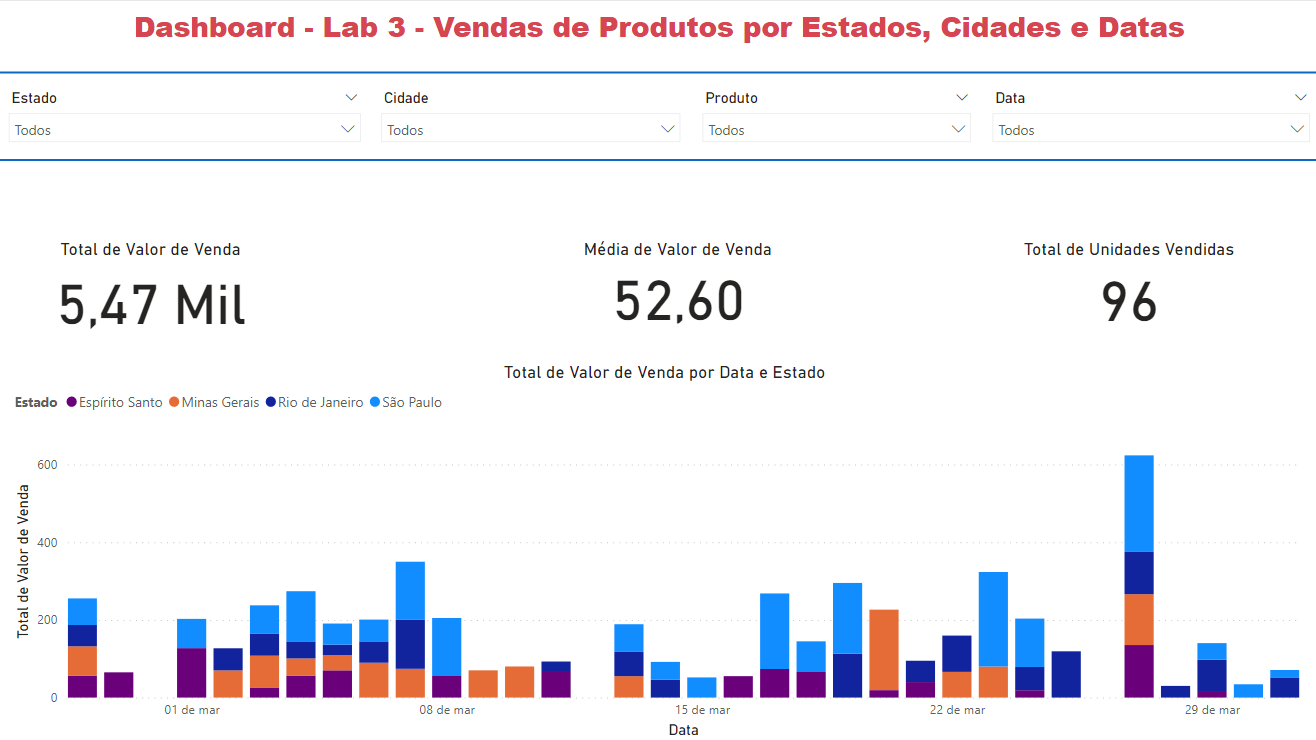 Dashboard - Lab 3 - Vendas de Produtos por Estados, Cidades e Datas
Estado Cidade Produto Data
Todos Todos Todos Todos
Total de Valor de Venda Média de Valor de Venda Total de Unidades Vendidas
5,47 Mil 52,60 96
Total de Valor de Venda por Data e Estado
Estado Espírito Santo Minas Gerais Rio de Janeiro São Paulo
Total de Valor de Venda
600
400
200
0
01 de mar 08 de mar 15 de mar 22 de mar 29 de mar
Data